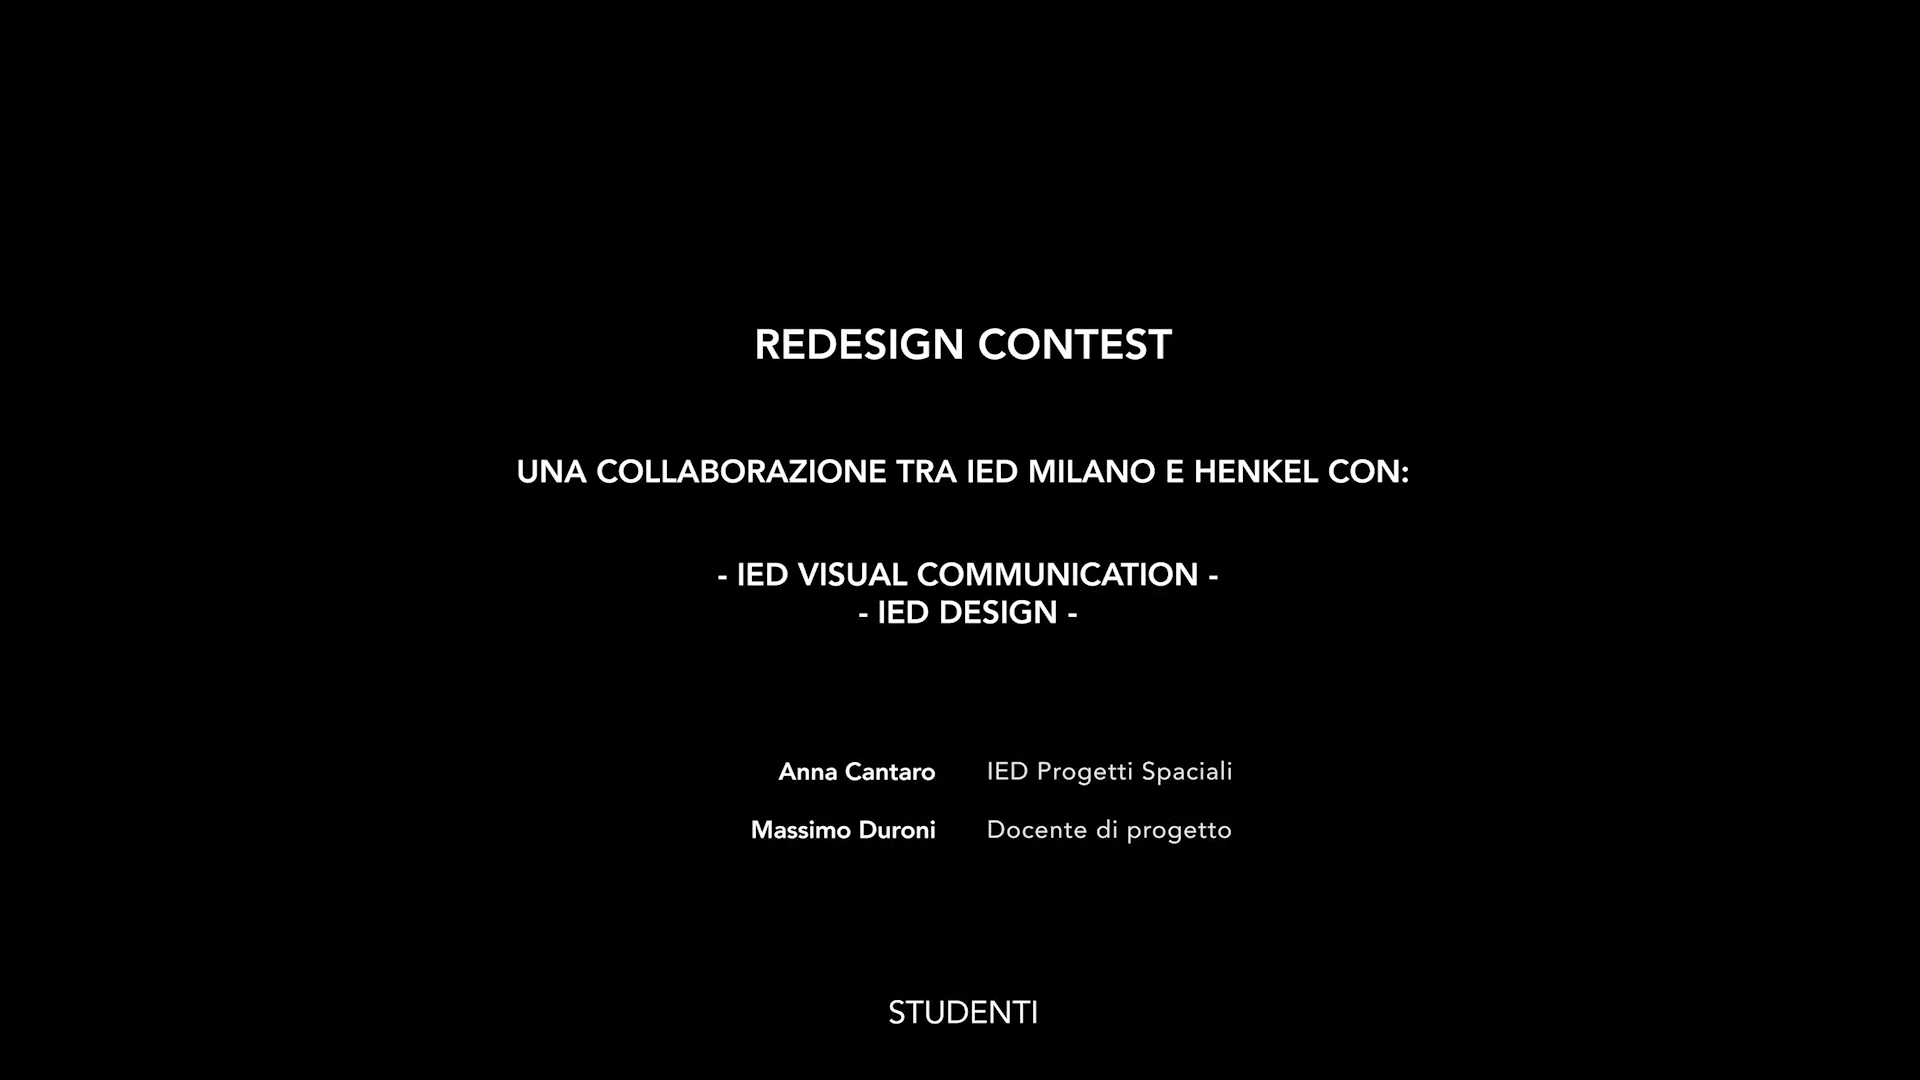 REDESIGN CONTEST
UNA COLLABORAZIONE TRA IED MILANO E HENKEL CON:
- IED VISUAL COMMUNICATION -
- IED DESIGN -
Anna Cantaro IED Progetti Spaciali
Massimo Duroni Docente di progetto
STUDENTI